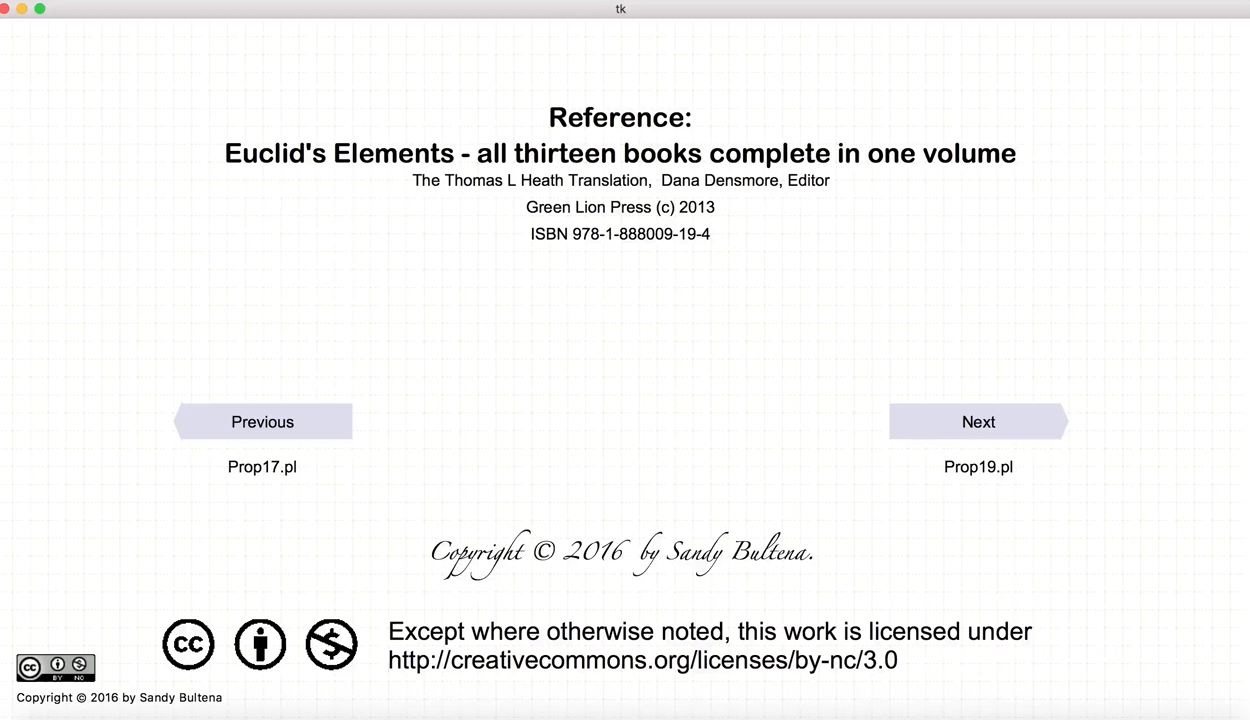 tk
Reference:
Euclid's Elements - all thirteen books complete in one volume
The Thomas L Heath Translation,  Dana Densmore, Editor
Green Lion Press (c) 2013
ISBN 978-1-888009-19-4
Previous
Next
Prop17.pl
Prop19.pl
Copyright © 2016 by Sandy Bultena.
cc
Except where otherwise noted, this work is licensed under
http://creativecommons.org/licenses/by-nc/3.0
cc
BY NC
Copyright © 2016 by Sandy Bultena